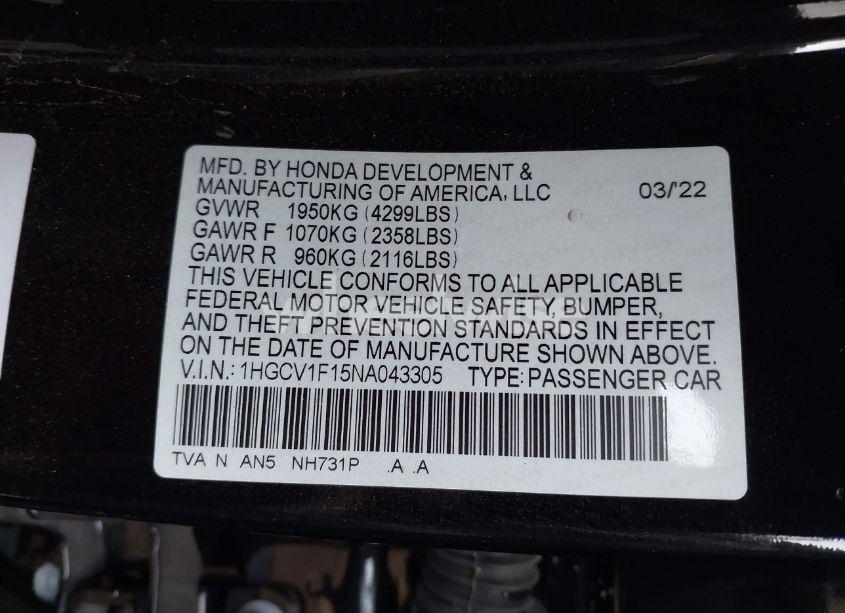 MFD. BY HONDA DEVELOPMENT &
MANUFACTURING OF AMERICA, LLC 03/'22
GVWR 1950KG (4299LBS)
GAWR F 1070KG (2358LBS)
GAWR R 960KG (2116LBS)
THIS VEHICLE CONFORMS TO ALL APPLICABLE
FEDERAL MOTOR VEHICLE SAFETY, BUMPER,
AND THEFT PREVENTION STANDARDS IN EFFECT
ON THE DATE OF MANUFACTURE SHOWN ABOVE.
V.I.N.: 1HGCV1F15NA043305 TYPE: PASSENGER CAR
TVA N AN5 NH731P .A .A